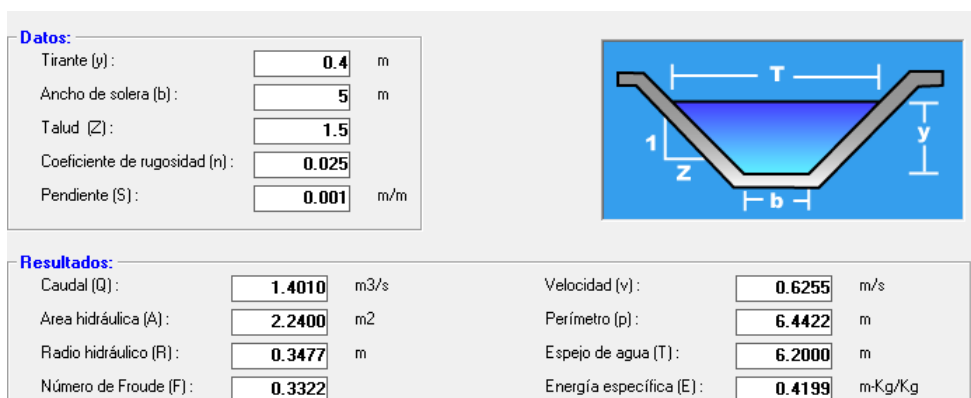 Datos:
Tirante (y) : 0.4 m
Ancho de solera (b) : 5 m
Talud (Z) : 1.5
Coeficiente de rugosidad (n) : 0.025
Pendiente (S) : 0.001 m/m
T
1
Z
y
b
Resultados:
Caudal (Q) : 1.4010 m3/s Velocidad (v) : 0.6255 m/s
Area hidráulica (A) : 2.2400 m2 Perímetro (p) : 6.4422 m
Radio hidráulico (R) : 0.3477 m Espejo de agua (T) : 6.2000 m
Número de Froude (F) : 0.3322 Energía específica (E) : 0.4199 m-Kg/Kg